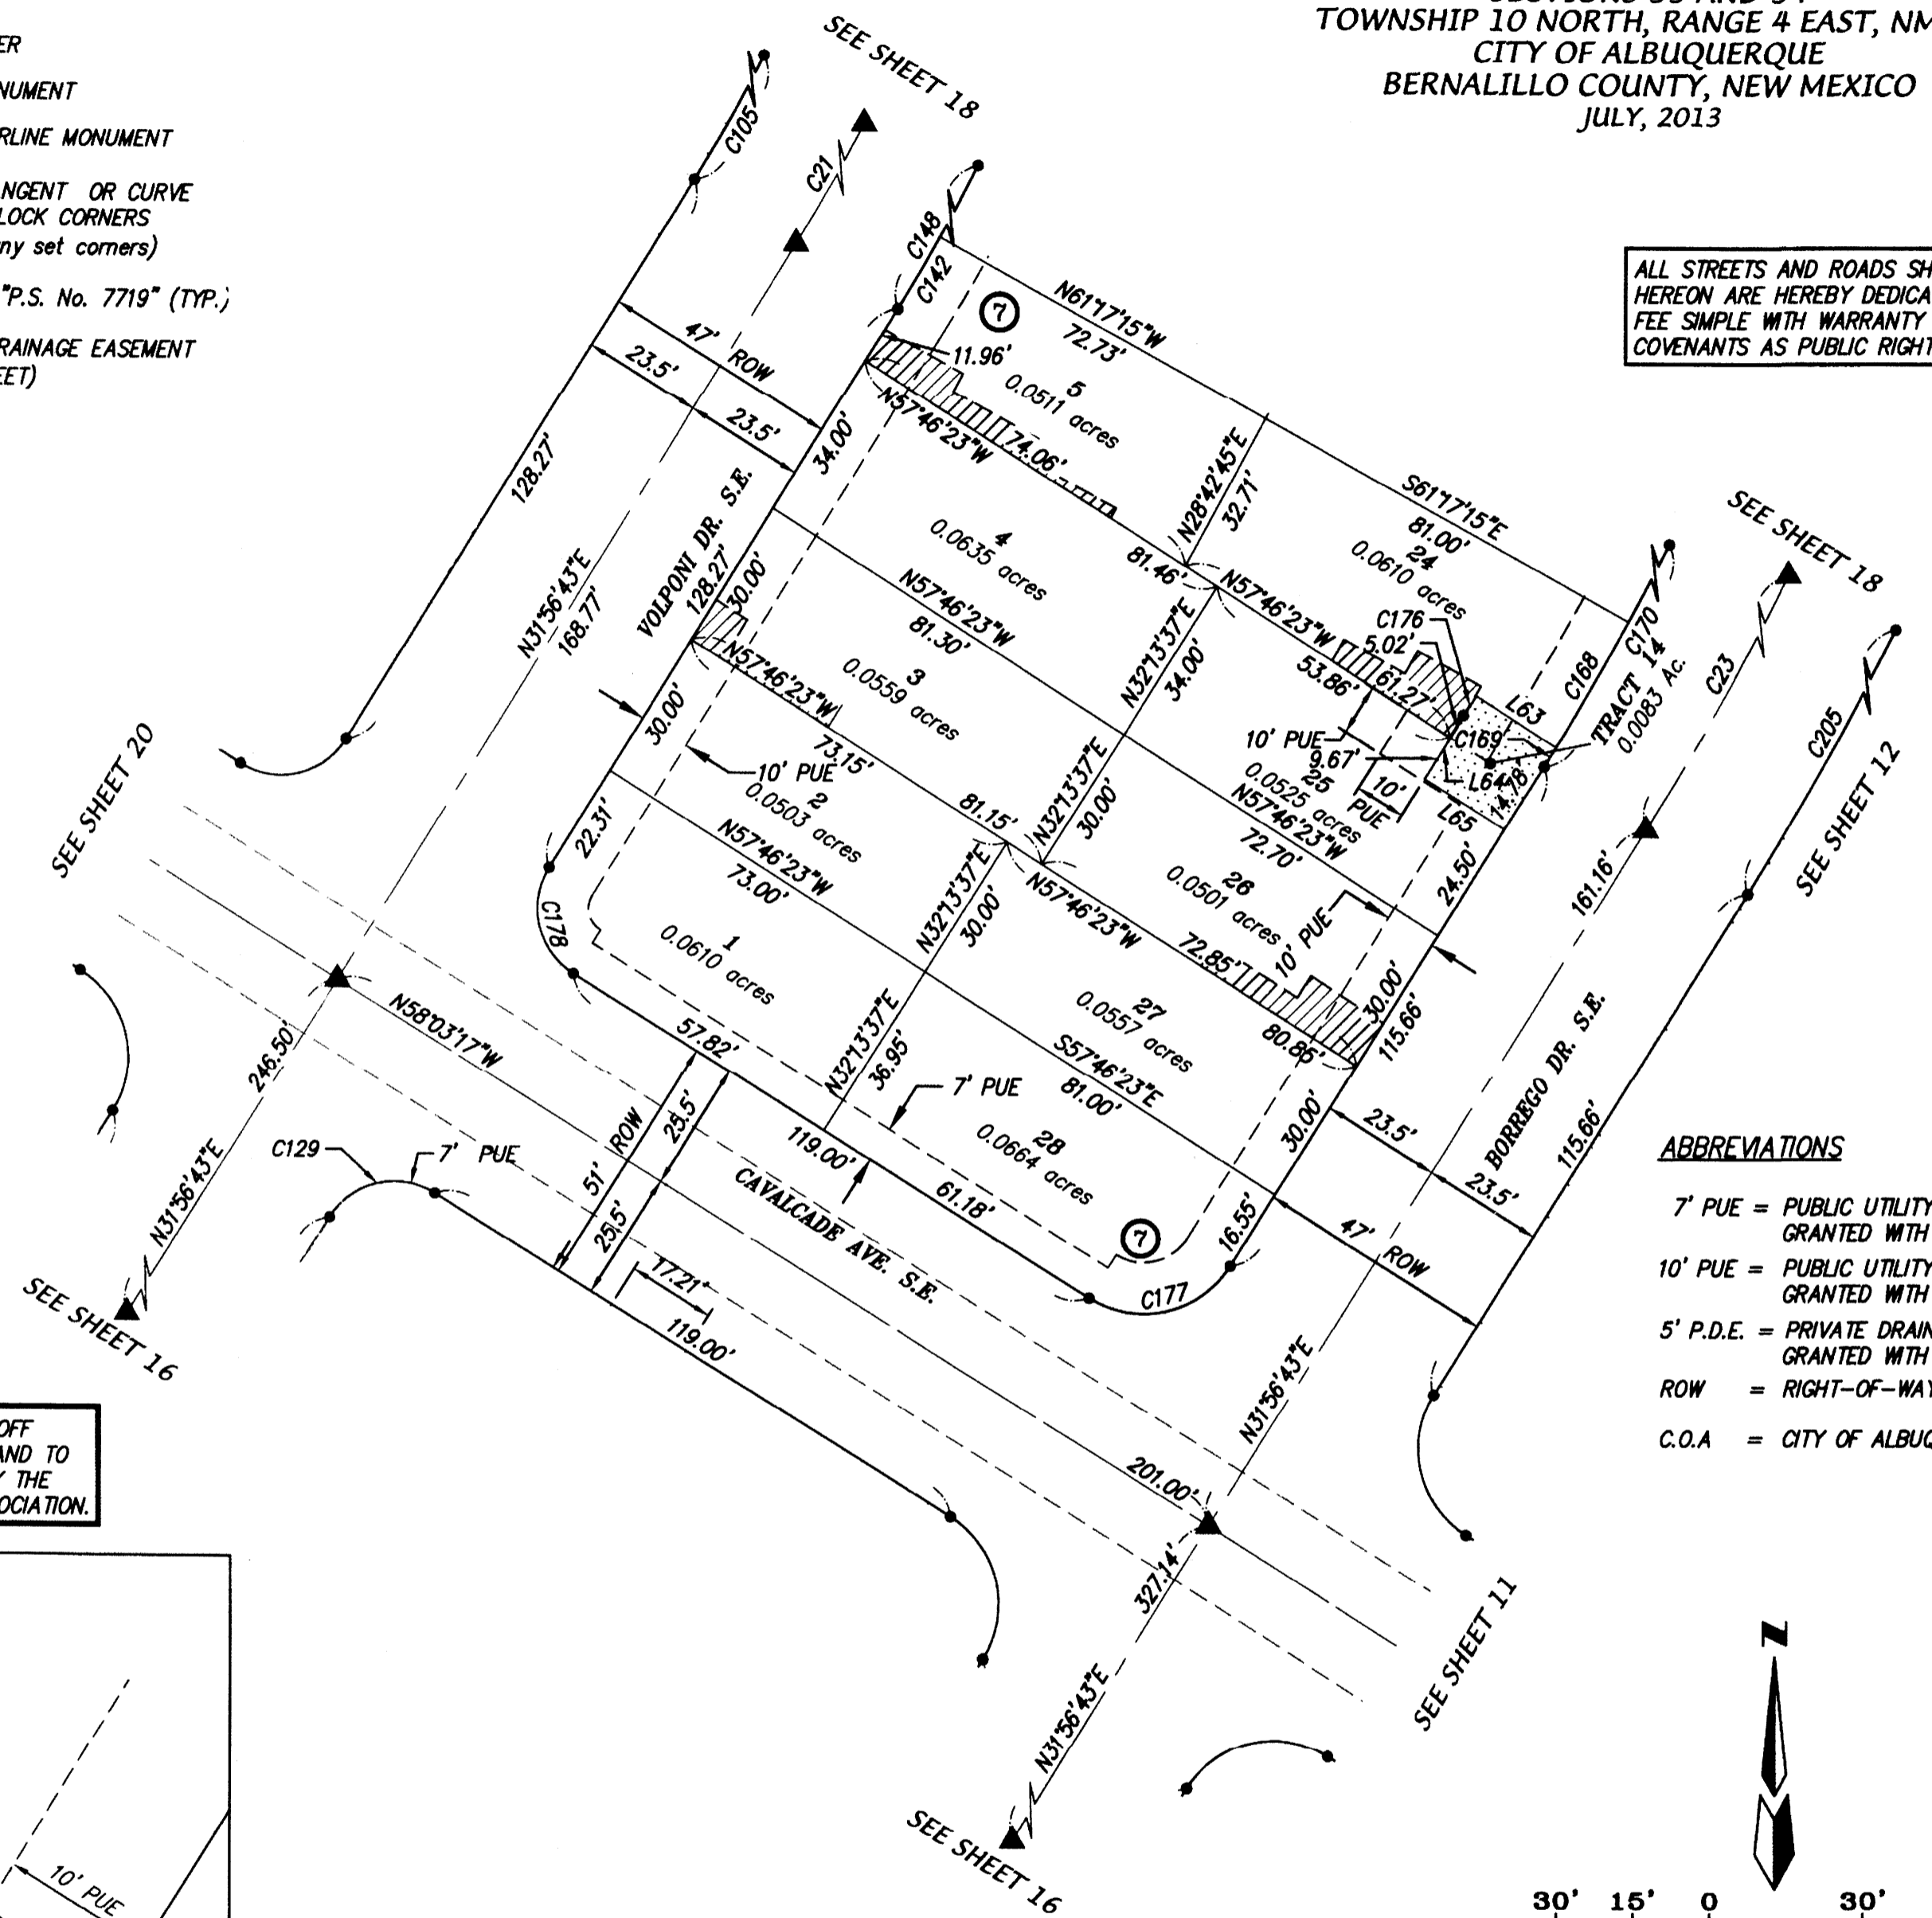 TOWNSHIP 10 NORTH, RANGE 4 EAST, NM
CITY OF ALBUQUERQUE
BERNALILLO COUNTY, NEW MEXICO
JULY, 2013
ER
NUMENT
RLINE MONUMENT
NGENT OR CURVE
LOCK CORNERS
ny set corners)
"P.S. No. 7719" (TYP.)
RAINAGE EASEMENT
EET)
ALL STREETS AND ROADS SH
HEREON ARE HEREBY DEDICA
FEE SIMPLE WITH WARRANTY
COVENANTS AS PUBLIC RIGHT
SEE SHEET 18
C105
C21
C148
C142
7
N61°17'15"W
72.73'
11.96'
5
0.0511 acres
N57°46'23"W
74.06'
47' ROW
23.5'
23.5'
34.00'
128.27'
N28°42'45"E
32.71'
S61°17'15"E
81.00'
24
0.0610 acres
SEE SHEET 18
VOLPONI DR. S.E.
128.27'
30.00'
N31°56'43"E
168.77'
4
0.0635 acres
81.46'
N57°46'23"W
C176
5.02'
53.86'
61.27'
C170
C168
TRACT 14
0.0083 Ac.
C23
C205
L63
C169
L64
14.78'
L65
N57°46'23"W
81.30'
N32°13'37"E
34.00'
10' PUE
9.67'
10'
PUE
25
0.0525 acres
N57°46'23"W
72.70'
SEE SHEET 12
3
0.0559 acres
N57°46'23"W
73.15'
81.15'
30.00'
10' PUE
N32°13'37"E
30.00'
26
0.0501 acres
24.50'
161.16'
10' PUE
2
0.0503 acres
22.31'
N57°46'23"W
73.00'
N32°13'37"E
30.00'
N57°46'23"W
72.85'
80.85'
30.00'
115.66'
SEE SHEET 20
C178
1
0.0610 acres
57.82'
N32°13'37"E
36.95'
27
0.0557 acres
S57°46'23"E
81.00'
30.00'
BORREGO DR. S.E.
115.66'
23.5'
23.5'
N58°03'17"W
246.50'
N31°56'43"E
7' PUE
28
0.0664 acres
61.18'
119.00'
7
16.55'
47' ROW
C177
C129
7' PUE
51' ROW
25.5'
25.5'
CAVALCADE AVE. S.E.
17.21'
119.00'
SEE SHEET 16
N31°56'43"E
201.00'
327.14'
N31°56'43"E
SEE SHEET 11
SEE SHEET 16
ABBREVIATIONS
7' PUE = PUBLIC UTILITY
GRANTED WITH
10' PUE = PUBLIC UTILITY
GRANTED WITH
5' P.D.E. = PRIVATE DRAIN
GRANTED WITH
ROW = RIGHT-OF-WAY
C.O.A = CITY OF ALBUQ
OFF
AND TO
Y THE
OCIATION.
10' PUE
N
30' 15' 0 30'